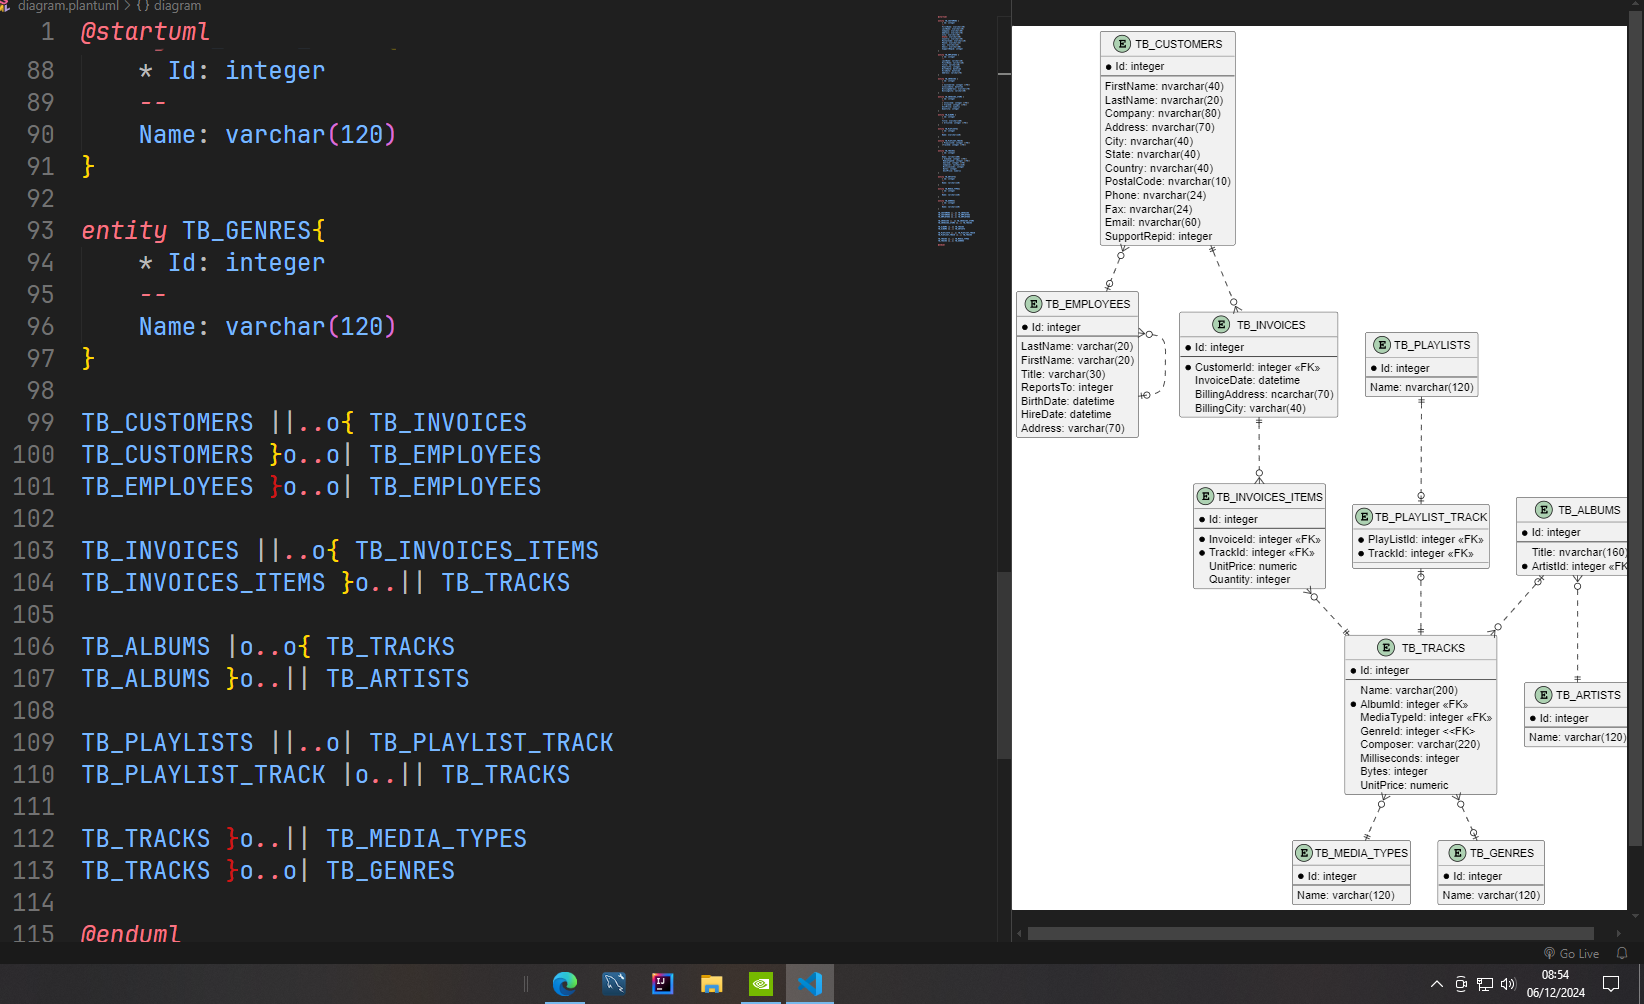 diagram.plantuml > {} diagram
1 @startuml
88 * Id: integer
89 --
90 Name: varchar(120)
91 }
92
93 entity TB_GENRES{
94 * Id: integer
95 --
96 Name: varchar(120)
97 }
98
99 TB_CUSTOMERS ||..o{ TB_INVOICES
100 TB_CUSTOMERS }o..o| TB_EMPLOYEES
101 TB_EMPLOYEES }o..o| TB_EMPLOYEES
102
103 TB_INVOICES ||..o{ TB_INVOICES_ITEMS
104 TB_INVOICES_ITEMS }o..|| TB_TRACKS
105
106 TB_ALBUMS |o..o{ TB_TRACKS
107 TB_ALBUMS }o..|| TB_ARTISTS
108
109 TB_PLAYLISTS ||..o| TB_PLAYLIST_TRACK
110 TB_PLAYLIST_TRACK |o..|| TB_TRACKS
111
112 TB_TRACKS }o..|| TB_MEDIA_TYPES
113 TB_TRACKS }o..o| TB_GENRES
114
115 @enduml
E TB_CUSTOMERS
Id: integer
FirstName: nvarchar(40)
LastName: nvarchar(20)
Company: nvarchar(80)
Address: nvarchar(70)
City: nvarchar(40)
State: nvarchar(40)
Country: nvarchar(40)
PostalCode: nvarchar(10)
Phone: nvarchar(24)
Fax: nvarchar(24)
Email: nvarchar(60)
SupportRepid: integer
E TB_EMPLOYEES
Id: integer
LastName: varchar(20)
FirstName: varchar(20)
Title: varchar(30)
ReportsTo: integer
BirthDate: datetime
HireDate: datetime
Address: varchar(70)
E TB_INVOICES
Id: integer
CustomerId: integer «FK»
InvoiceDate: datetime
BillingAddress: ncarchar(70)
BillingCity: varchar(40)
E TB_PLAYLISTS
Id: integer
Name: nvarchar(120)
E TB_INVOICES_ITEMS
Id: integer
InvoiceId: integer «FK»
TrackId: integer «FK»
UnitPrice: numeric
Quantity: integer
E TB_PLAYLIST_TRACK
PlayListId: integer «FK»
TrackId: integer «FK»
E TB_ALBUMS
Id: integer
Title: nvarchar(160)
ArtistId: integer «FK
E TB_TRACKS
Id: integer
Name: varchar(200)
AlbumId: integer «FK»
MediaTypeId: integer «FK»
GenreId: integer <<FK>
Composer: varchar(220)
Milliseconds: integer
Bytes: integer
UnitPrice: numeric
E TB_ARTISTS
Id: integer
Name: varchar(120)
E TB_MEDIA_TYPES
Id: integer
Name: varchar(120)
E TB_GENRES
Id: integer
Name: varchar(120)
Go Live
IJ
08:54
06/12/2024